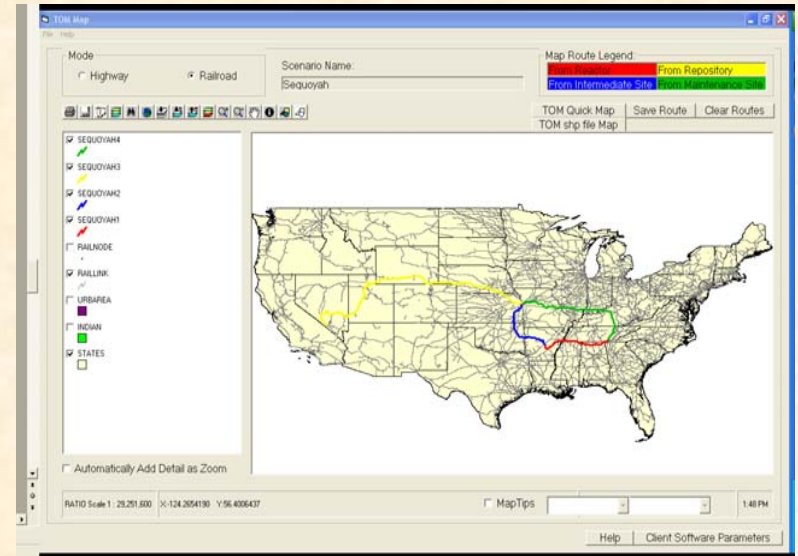 TOM Map
File Help
Mode
Highway
Railroad
Scenario Name:
Sequoyah
Map Route Legend:
From Reactor
From Repository
From Intermediate Site
From Maintenance Site
TOM Quick Map
Save Route
Clear Routes
TOM shp file Map
SEQUOYAH4
SEQUOYAH3
SEQUOYAH2
SEQUOYAH1
RAILNODE
RAILLINK
URBAREA
INDIAN
STATES
Automatically Add Detail as Zoom
RATIO Scale 1 : 29,251,600
X:-124.2654190 Y:56.4006437
MapTips
1:48 PM
Help
Client Software Parameters